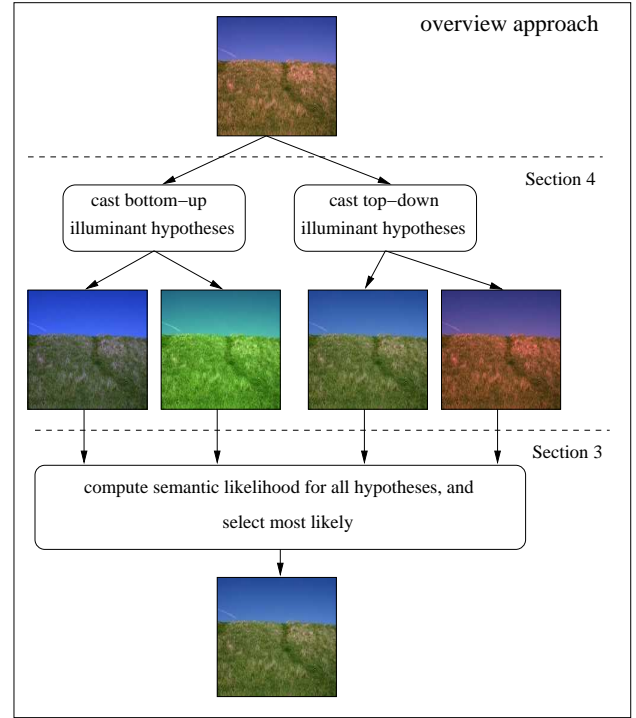 overview approach
Section 4
cast bottom−up
illuminant hypotheses
cast top−down
illuminant hypotheses
Section 3
compute semantic likelihood for all hypotheses, and
select most likely